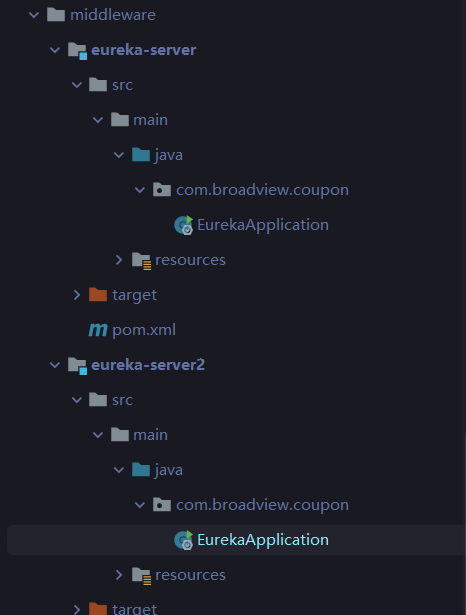 middleware
eureka-server
src
main
java
com.broadview.coupon
EurekaApplication
resources
target
m pom.xml
eureka-server2
src
main
java
com.broadview.coupon
EurekaApplication
resources
target